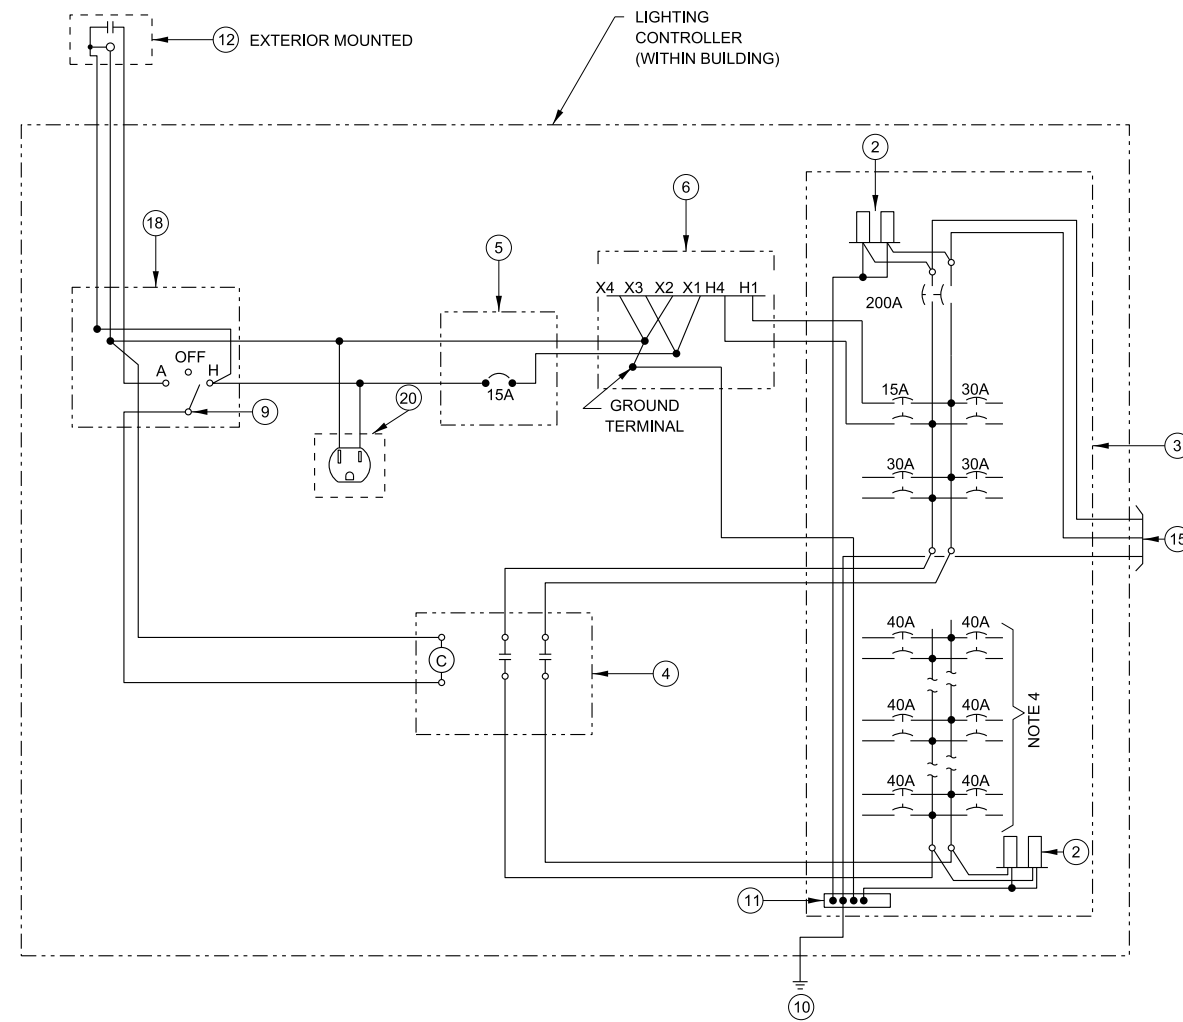 12 EXTERIOR MOUNTED
LIGHTING
CONTROLLER
(WITHIN BUILDING)
2
6
18
5
X4 X3 X2 X1 H4 H1
200A
OFF
A H
9
15A
20
GROUND
TERMINAL
15A 30A
30A 30A
3
15
C
4
40A 40A
40A 40A
40A 40A
NOTE 4
2
11
10